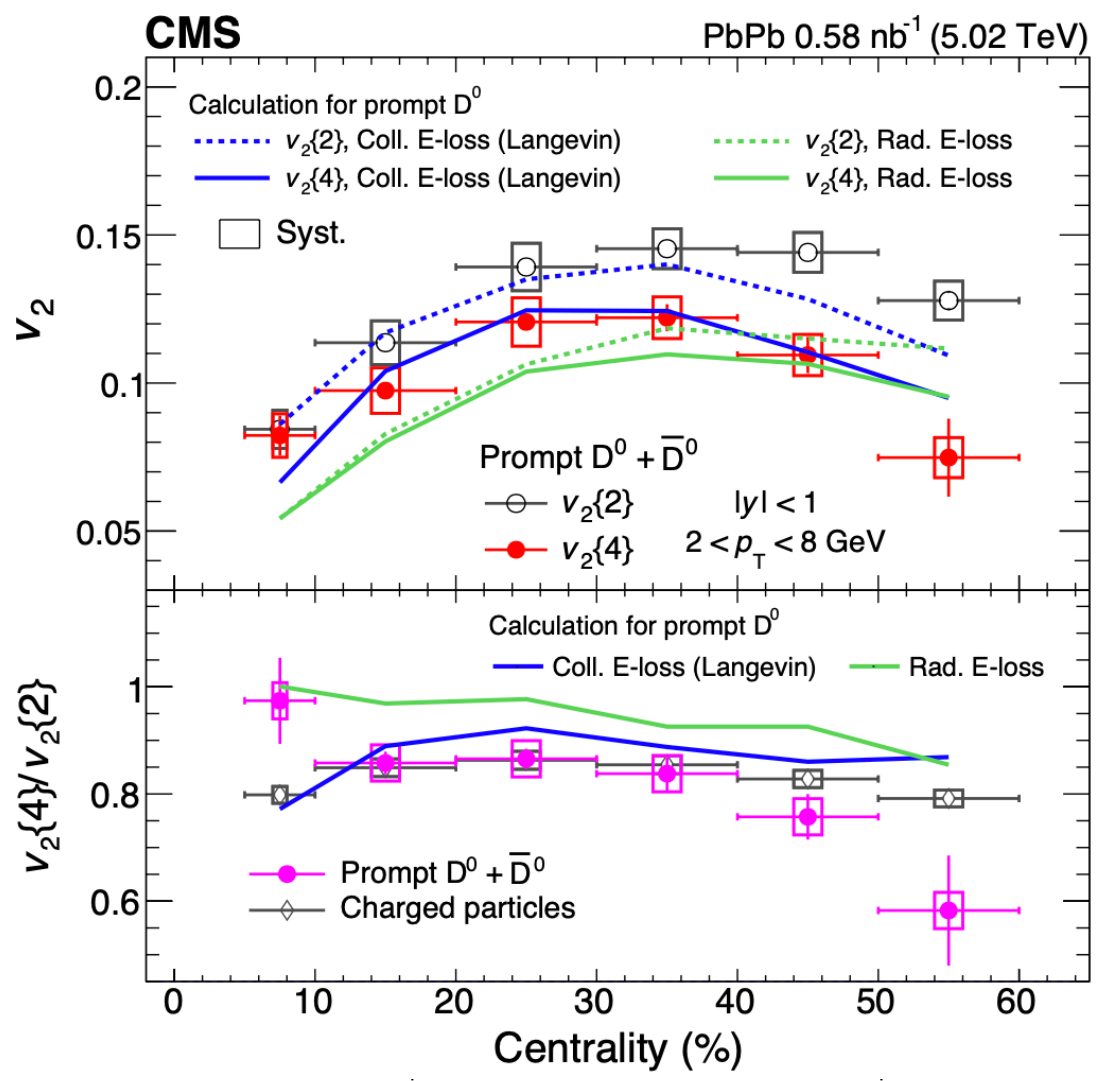 CMS PbPb 0.58 nb⁻¹ (5.02 TeV)
0.2
Calculation for prompt D⁰
v₂{2}, Coll. E-loss (Langevin) v₂{2}, Rad. E-loss
v₂{4}, Coll. E-loss (Langevin) v₂{4}, Rad. E-loss
Syst.
0.15
v₂
0.1
Prompt D⁰ + D̅⁰
v₂{2} |y| < 1
v₂{4} 2 < p_T < 8 GeV
0.05
Calculation for prompt D⁰
Coll. E-loss (Langevin) Rad. E-loss
1
v₂{4}/v₂{2}
0.8
Prompt D⁰ + D̅⁰
Charged particles
0.6
0 10 20 30 40 50 60
Centrality (%)